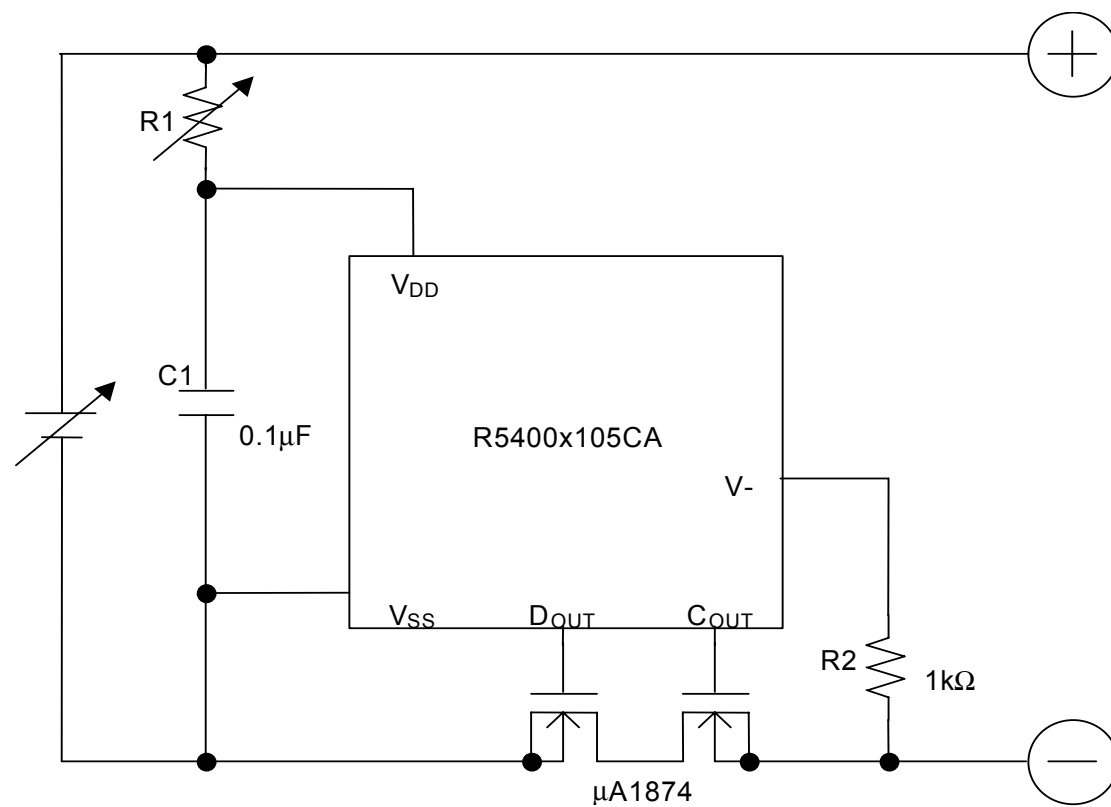 R1
VDD
C1
0.1μF
R5400x105CA
V-
VSS
DOUT
COUT
R2
1kΩ
μA1874